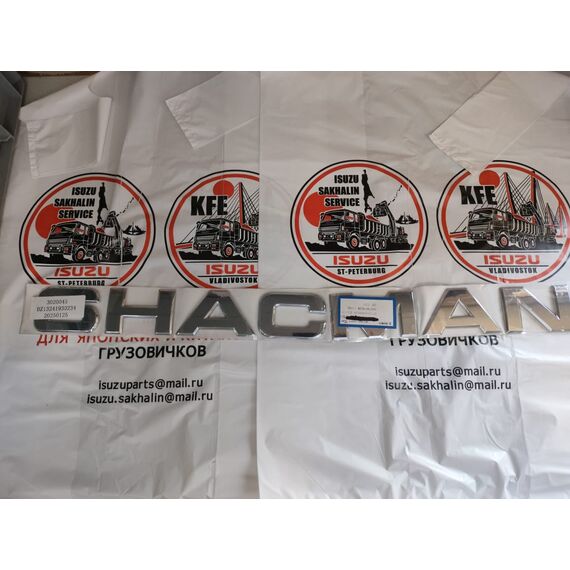 ISUZU
SAKHALIN
SERVICE
ISUZU
ST-PETERBURG
KFE
ISUZU
VLADIVOSTOK
ISUZU
SAKHALIN
SERVICE
ISUZU
ST-PETERBURG
KFE
ISUZU
VLADIVOSTOK
SHACMAN
3020041
DZ13241953234
20250125
ДЛЯ ЯПОНСКИХ И
ГРУЗОВИЧКОВ
isuzuparts@mail.ru
isuzu.sakhalin@mail.ru
ГРУЗОВИЧКОВ
isuzuparts@mail.ru
isuzu.sakhalin@mail.ru